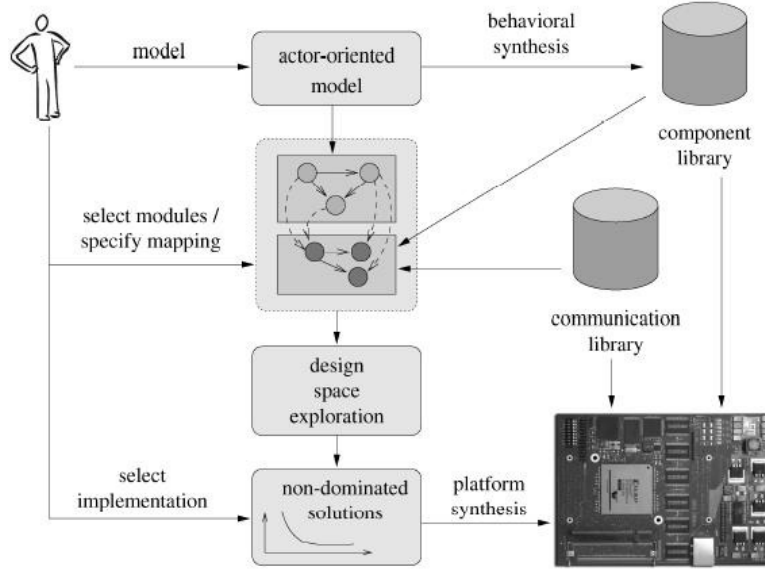 model
actor-oriented
model
behavioral
synthesis
component
library
select modules /
specify mapping
communication
library
design
space
exploration
select
implementation
non-dominated
solutions
platform
synthesis